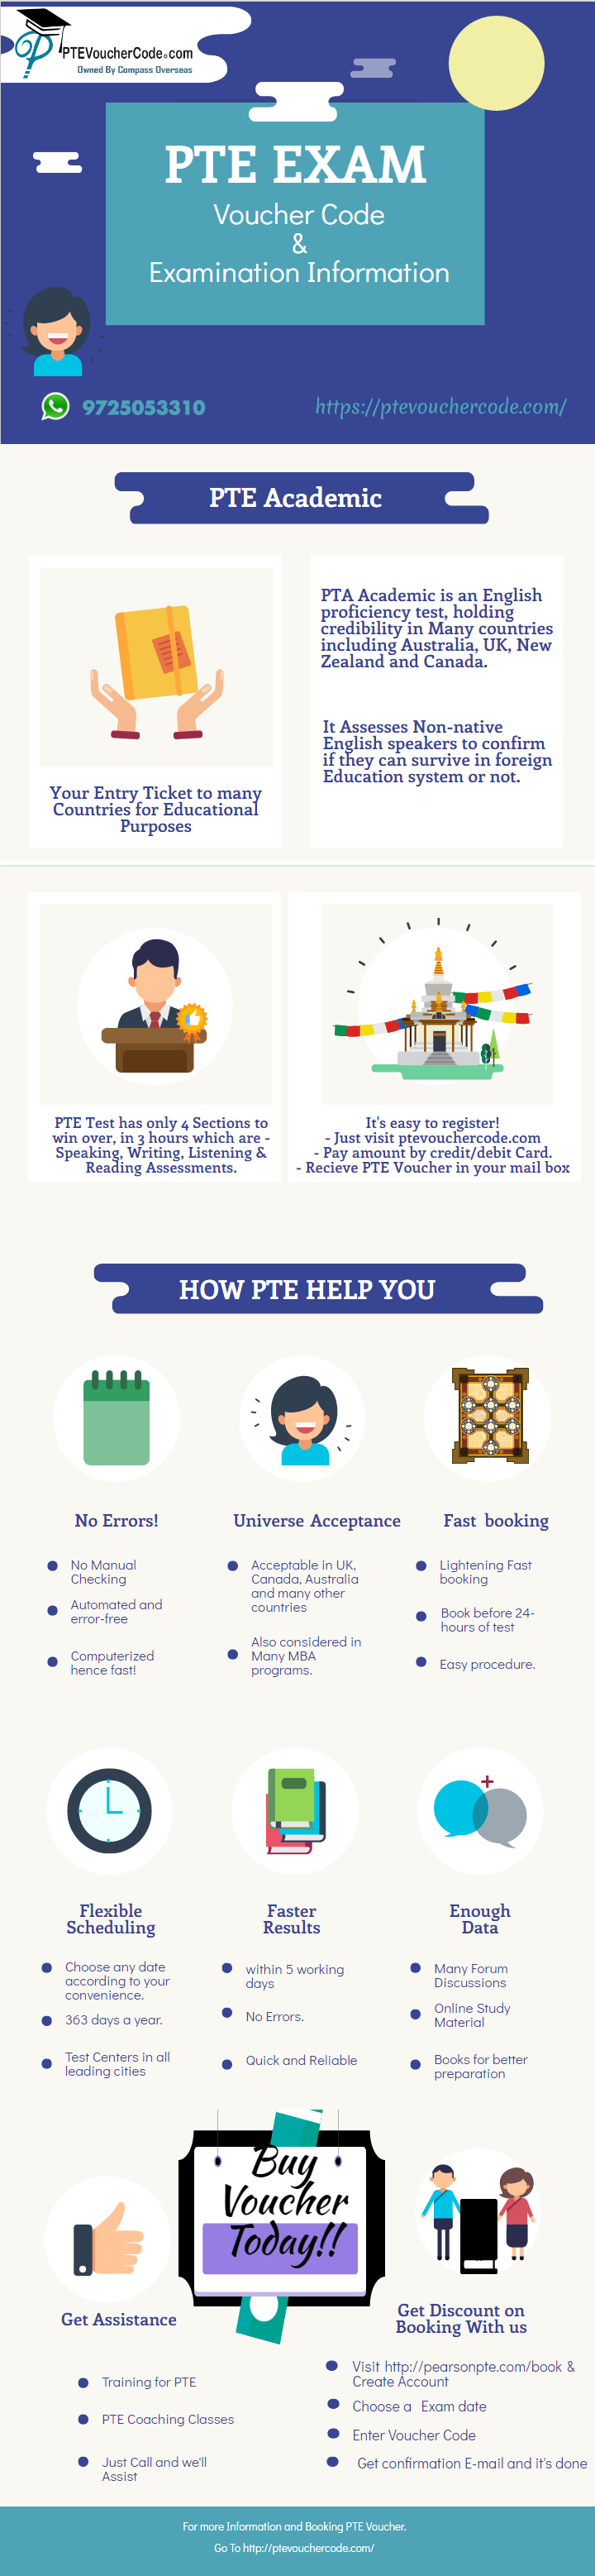 PTEVoucherCode.com
Owned By Compass Overseas
PTE EXAM
Voucher Code
&
Examination Information
9725053310
https://ptevouchercode.com/
PTE Academic
Your Entry Ticket to many
Countries for Educational
Purposes
PTA Academic is an English
proficiency test, holding
credibility in Many countries
including Australia, UK, New
Zealand and Canada.
It Assesses Non-native
English speakers to confirm
if they can survive in foreign
Education system or not.
PTE Test has only 4 Sections to
win over, in 3 hours which are -
Speaking, Writing, Listening &
Reading Assessments.
It's easy to register!
- Just visit ptevouchercode.com
- Pay amount by credit/debit Card.
- Recieve PTE Voucher in your mail box
HOW PTE HELP YOU
No Errors!
No Manual
Checking
Automated and
error-free
Computerized
hence fast!
Universe Acceptance
Acceptable in UK,
Canada, Australia
and many other
countries
Also considered in
Many MBA
programs.
Fast booking
Lightening Fast
booking
Book before 24-
hours of test
Easy procedure.
Flexible
Scheduling
Choose any date
according to your
convenience.
363 days a year.
Test Centers in all
leading cities
Faster
Results
within 5 working
days
No Errors.
Quick and Reliable
Enough
Data
Many Forum
Discussions
Online Study
Material
Books for better
preparation
Buy
Voucher
Today!!
Get Assistance
Training for PTE
PTE Coaching Classes
Just Call and we'll
Assist
Get Discount on
Booking With us
Visit http://pearsonpte.com/book &
Create Account
Choose a Exam date
Enter Voucher Code
Get confirmation E-mail and it's done
For more Information and Booking PTE Voucher.
Go To http://ptevouchercode.com/